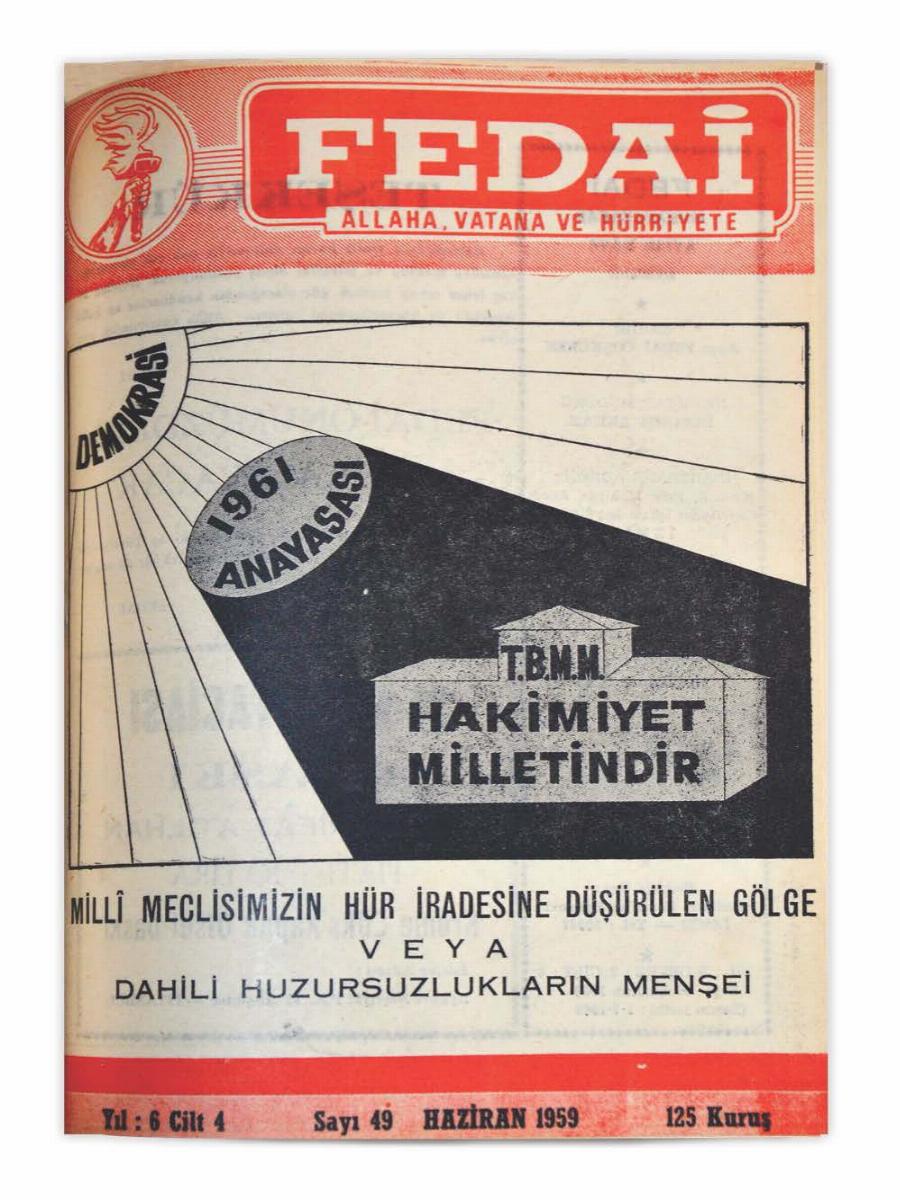 FEDAİ
ALLAHA, VATANA VE HÜRRİYETE
DEMOKRASİ
1961
ANAYASASI
T.B.M.M.
HAKİMİYET
MİLLETİNDİR
MİLLÎ MECLİSİMİZİN HÜR İRADESİNE DÜŞÜRÜLEN GÖLGE
VEYA
DAHİLİ HUZURSUZLUKLARIN MENŞEİ
Yıl : 6 Cilt 4 Sayı 49 HAZİRAN 1959 125 Kuruş